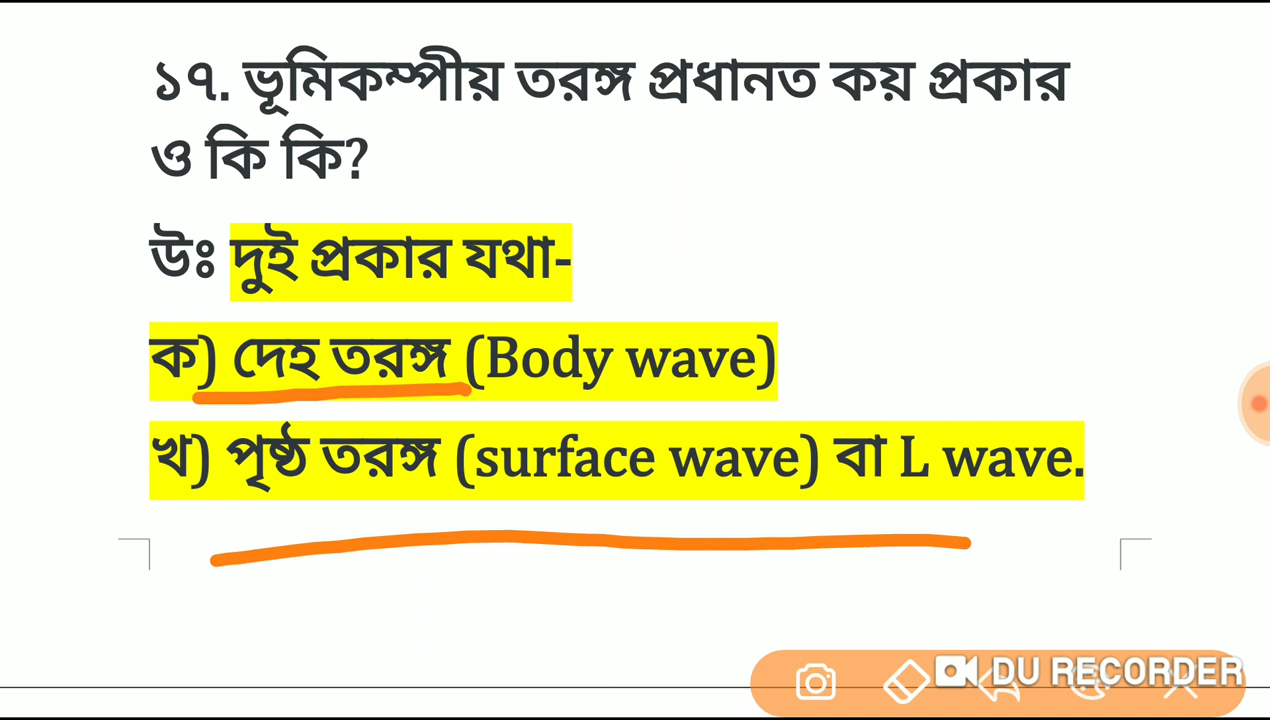 ১৭. ভূমিকম্পীয় তরঙ্গ প্রধানত কয় প্রকার
ও কি কি?
উঃ দুই প্রকার যথা-
ক) দেহ তরঙ্গ (Body wave)
খ) পৃষ্ঠ তরঙ্গ (surface wave) বা L wave.
DU RECORDER